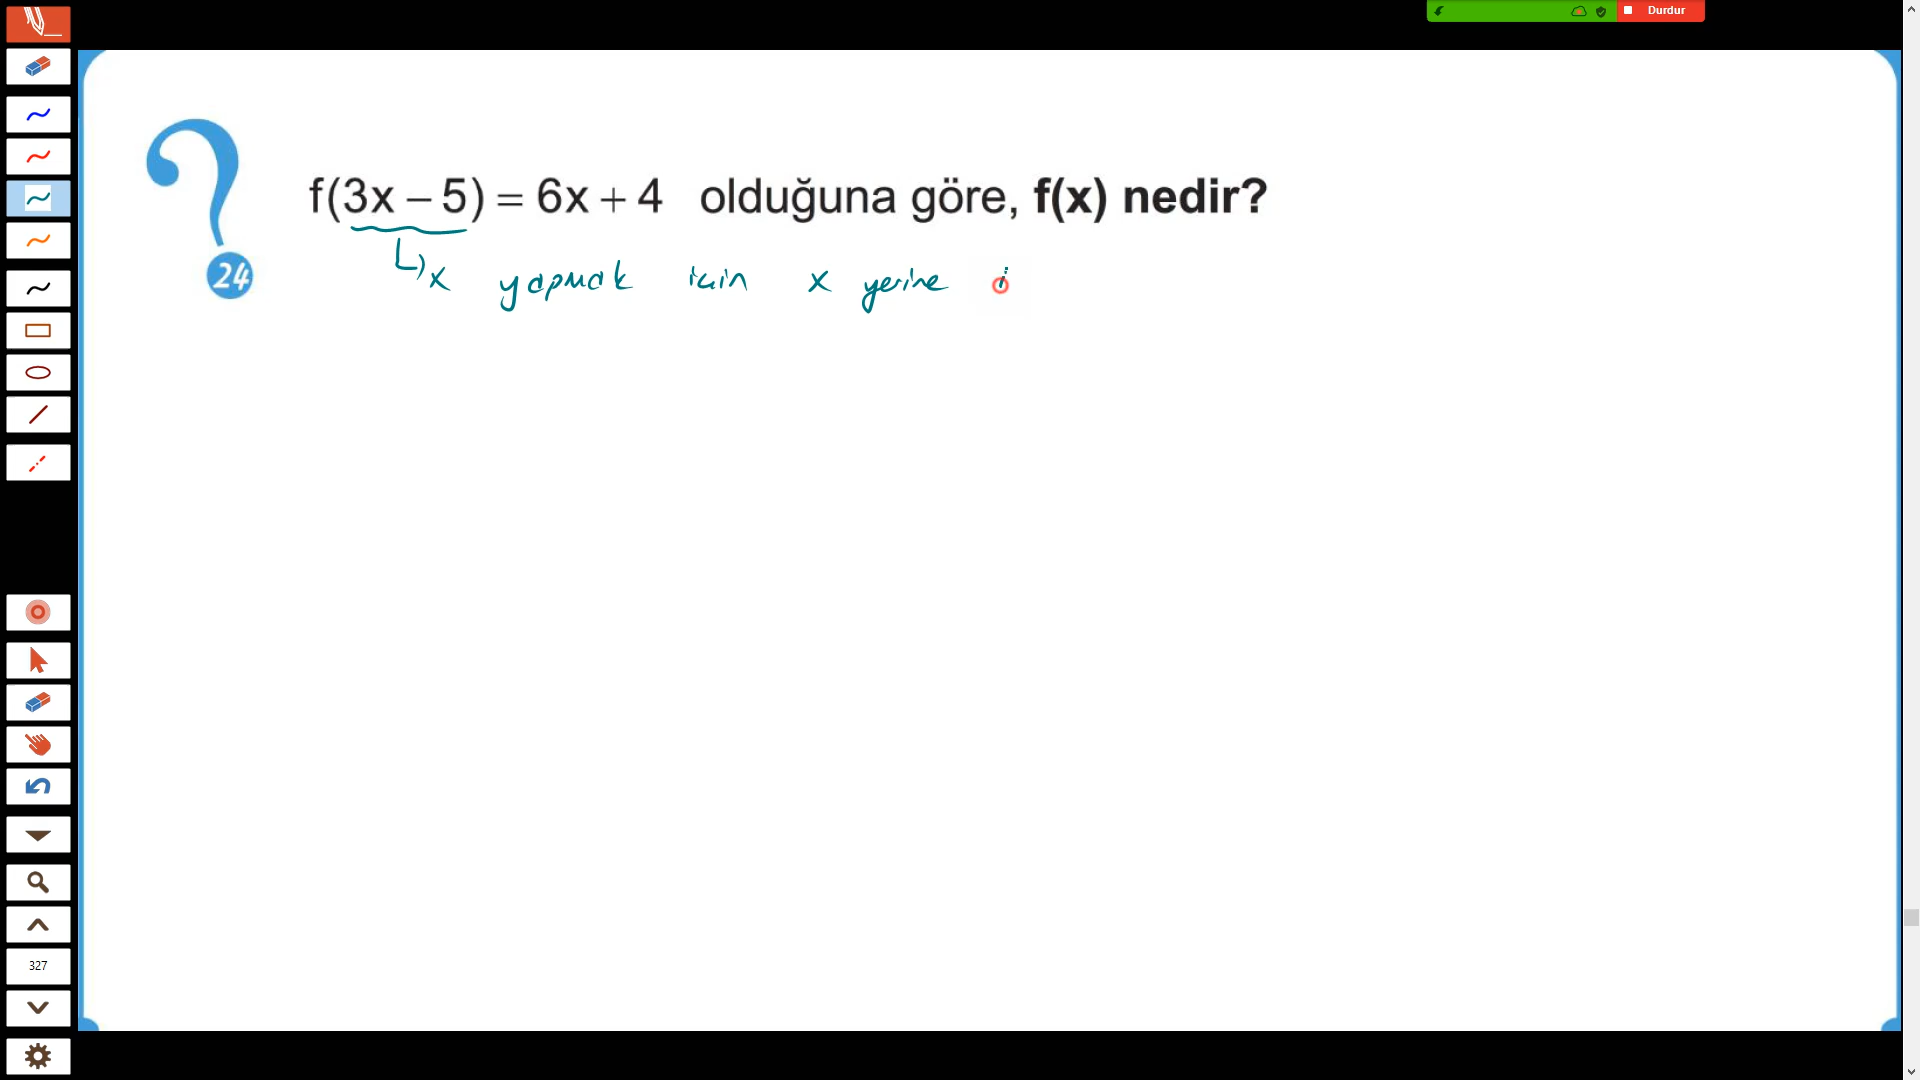 Durdur
f(3x – 5) = 6x + 4 olduğuna göre, f(x) nedir?
24
x yapmak için x yerine i
327